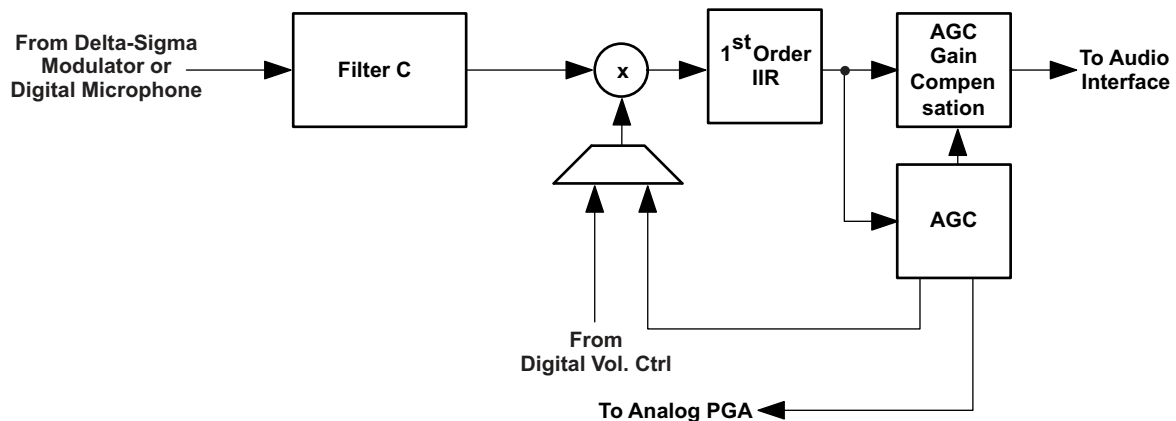 From Delta-Sigma
Modulator or
Digital Microphone
Filter C
x
1st Order
IIR
AGC
Gain
Compen
sation
To Audio
Interface
AGC
From
Digital Vol. Ctrl
To Analog PGA